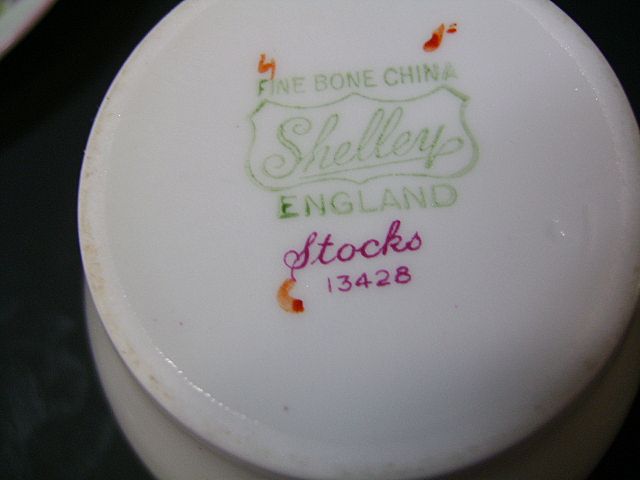 FINE BONE CHINA
Shelley
ENGLAND
Stocks
13428